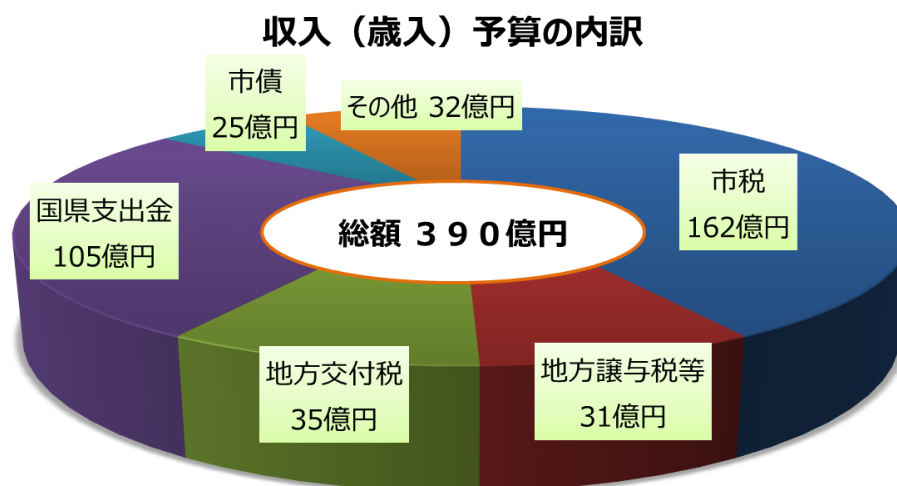 収入（歳入）予算の内訳
市債
25億円
その他 32億円
市税
162億円
国県支出金
105億円
総額 ３９０億円
地方交付税
35億円
地方譲与税等
31億円